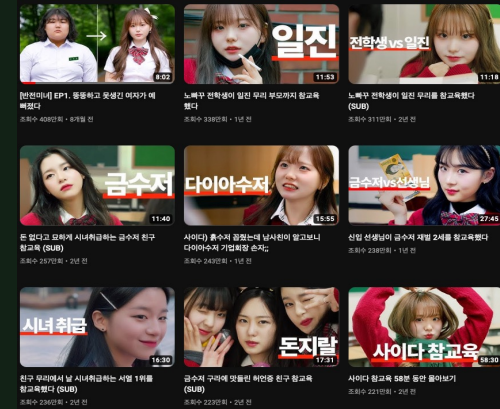 8:02
일진
11:53
전학생 vs 일진
11:18
[반전미녀] EP1. 뚱뚱하고 못생긴 여자가 예
뻐졌다
조회수 408만회 • 8개월 전
노빠꾸 전학생이 일진 무리 부모까지 참교육
했다
조회수 338만회 • 1년 전
노빠꾸 전학생이 일진 무리를 참교육했다
(SUB)
조회수 311만회 • 2년 전
금수저
11:40
다이아수저
15:55
금수저vs선생님
27:45
돈 없다고 묘하게 시녀취급하는 금수저 친구
참교육 (SUB)
조회수 257만회 • 2년 전
사이다) 흙수저 꼽줬는데 남사친이 알고보니
다이아수저 기업회장 손자;;
조회수 243만회 • 1년 전
신입 선생님이 금수저 재벌 2세를 참교육했다
조회수 238만회 • 1년 전
시녀 취급
16:30
돈지랄
17:31
사이다 참교육
58:30
친구 무리에서 날 시녀취급하는 서열 1위를
참교육했다 (SUB)
조회수 236만회 • 2년 전
금수저 구라에 맛들린 허언증 친구 참교육
(SUB)
조회수 223만회 • 2년 전
사이다 참교육 58분 동안 몰아보기
조회수 221만회 • 2년 전